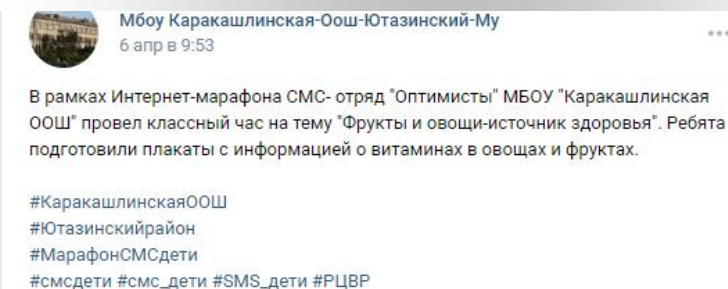 Мбоу Каракашлинская-Оош-Ютазинский-Му
6 апр в 9:53
В рамках Интернет-марафона СМС- отряд "Оптимисты" МБОУ "Каракашлинская
ООШ" провел классный час на тему "Фрукты и овощи-источник здоровья". Ребята
подготовили плакаты с информацией о витаминах в овощах и фруктах.
#КаракашлинскаяООШ
#Ютазинскийрайон
#МарафонСМСдети
#смсдети #смс_дети #SMS_дети #РЦВР